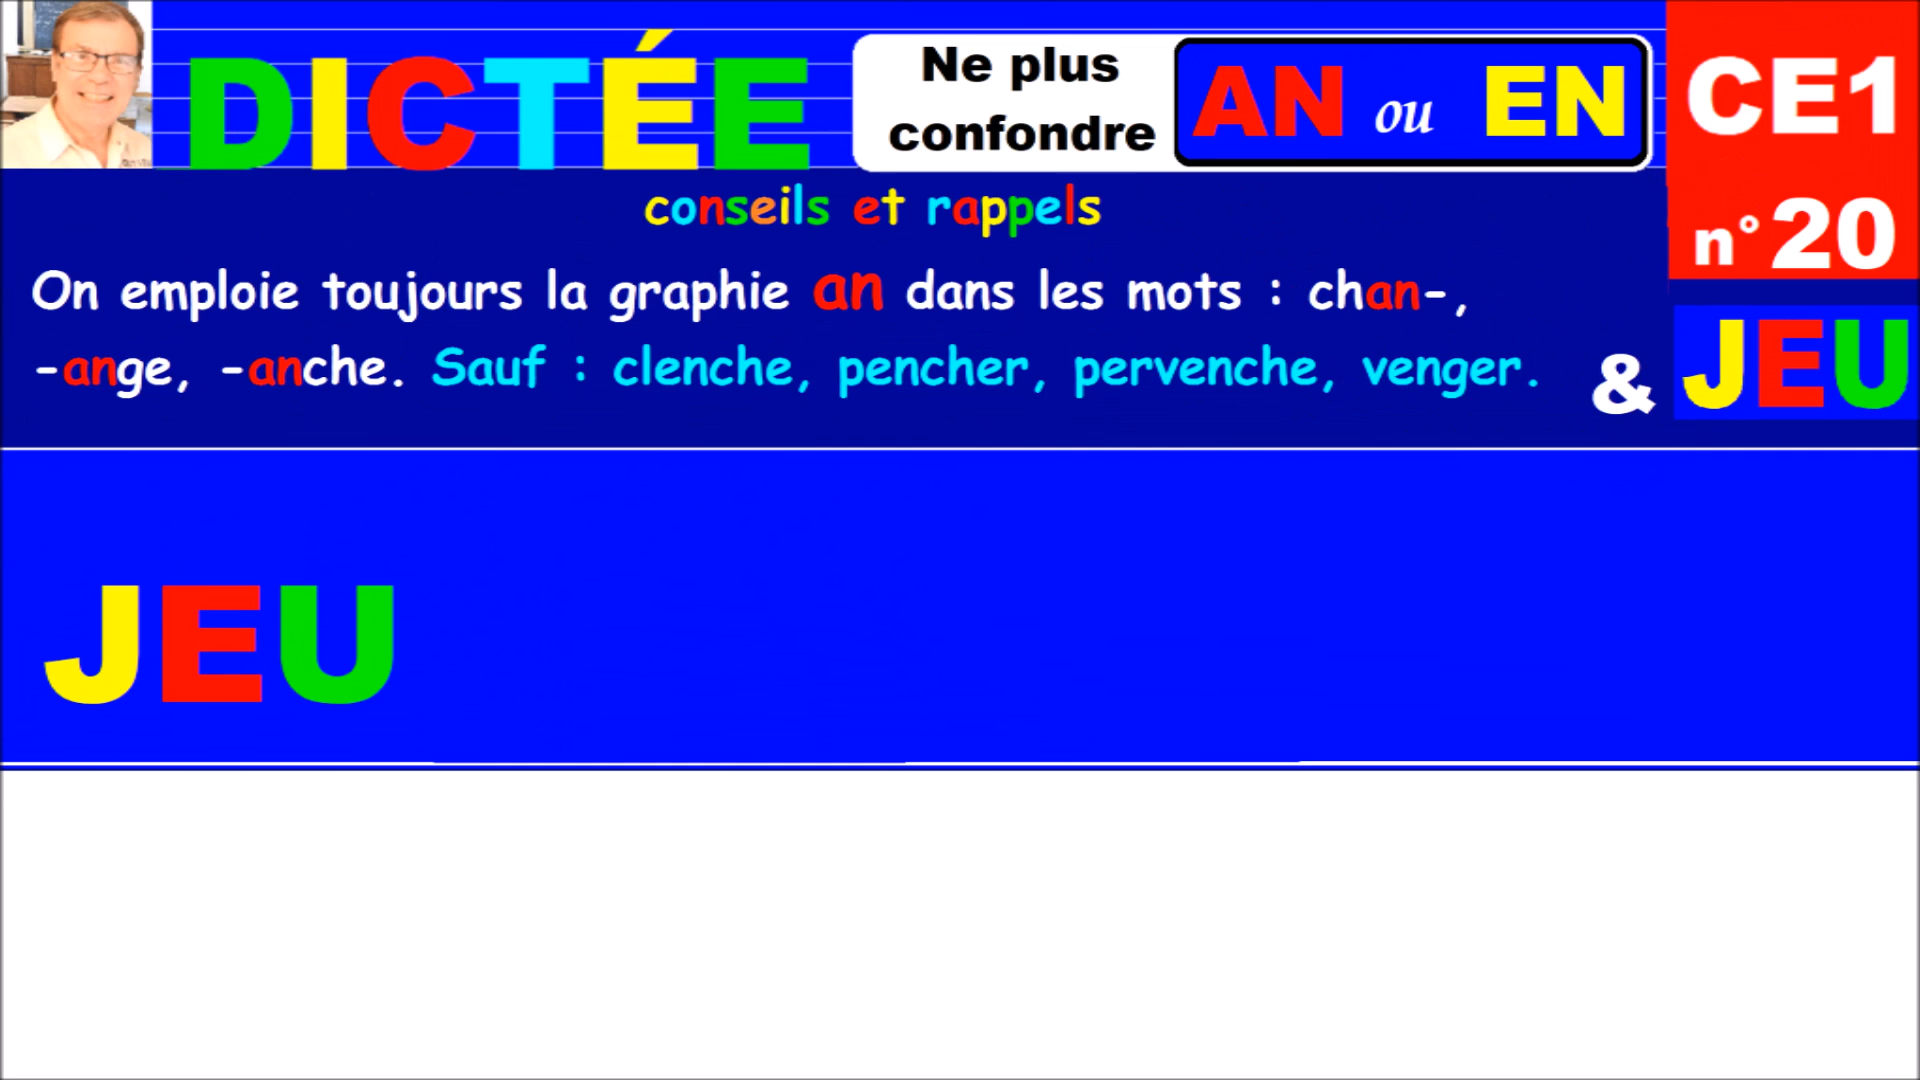 DICTÉE
Ne plus
confondre
AN ou EN
CE1
n°20
conseils et rappels
On emploie toujours la graphie an dans les mots : chan-,
-ange, -anche. Sauf : clenche, pencher, pervenche, venger.
& JEU
JEU